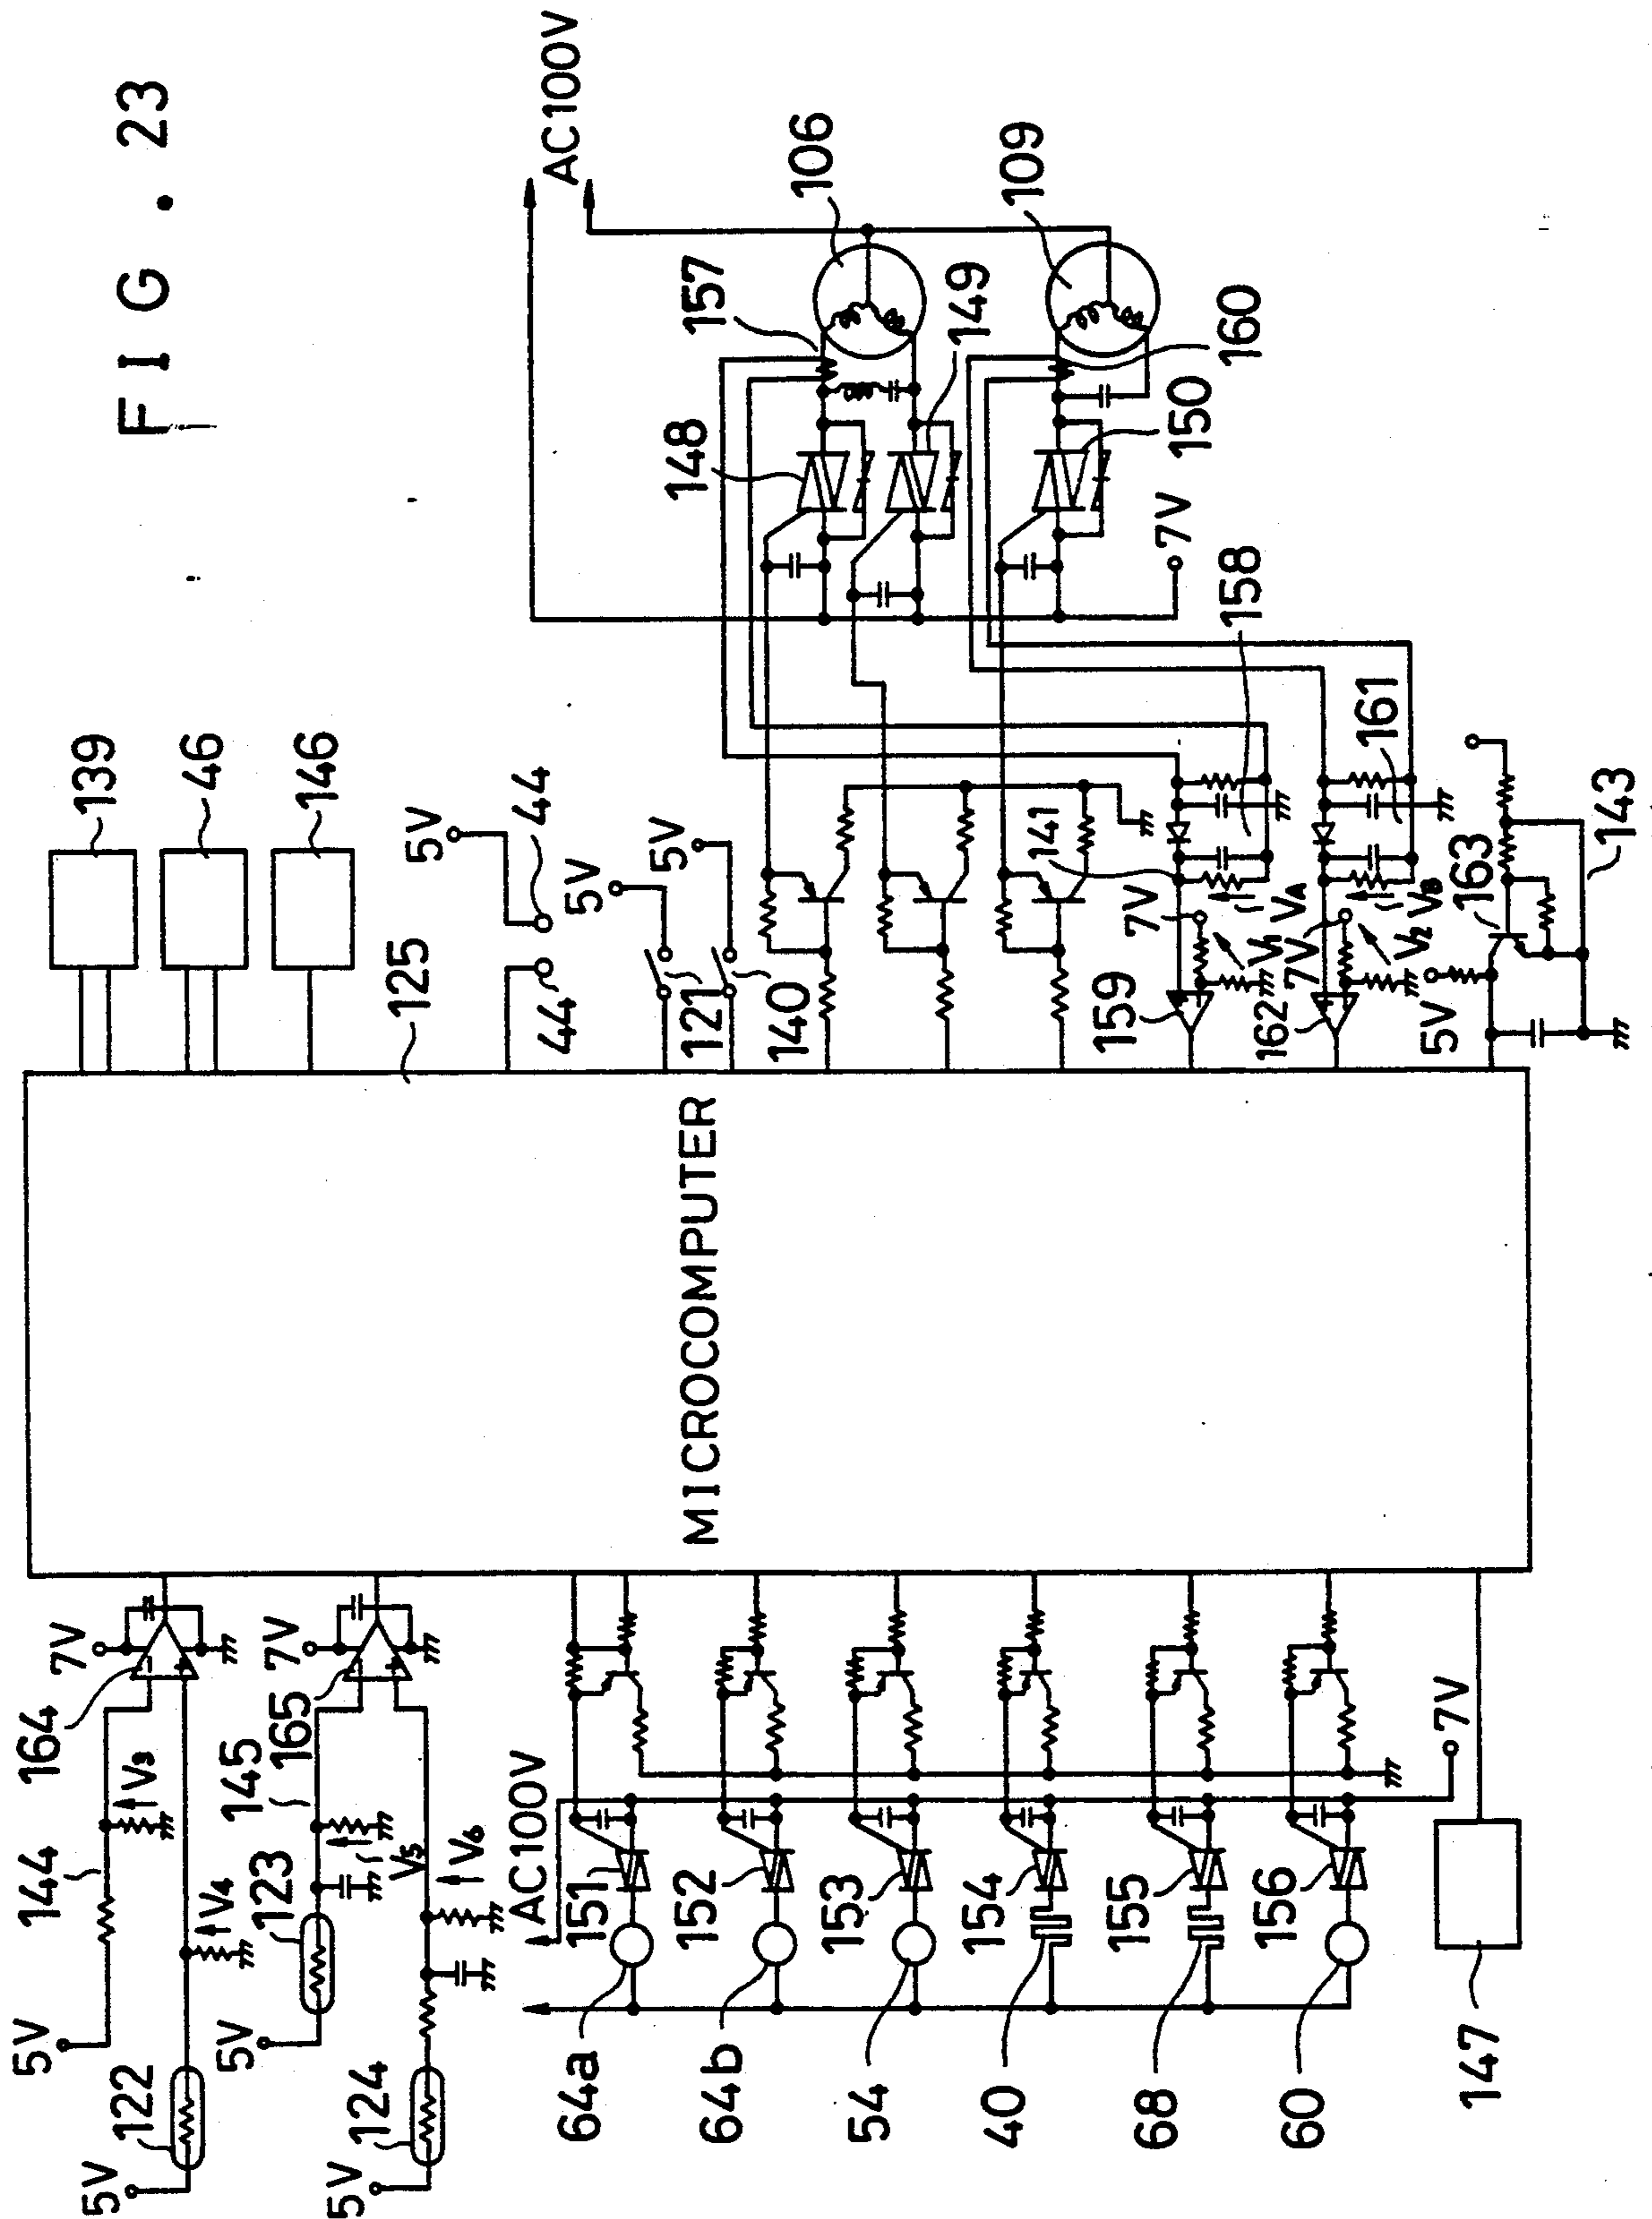 FIG. 23
AC100V
106
109
157
149
160
148
150
7V
158
161
139
46
146
5V
44
5V
5V
44
125
121
140
141
7V
VA
V1
159
7V
VB
V2
162
163
143
5V
MICROCOMPUTER
7V
164
7V
165
V3
144
V4
145
V5
123
V6
5V
122
5V
5V
124
5V
AC100V
151
152
153
154
155
156
7V
64a
64b
54
40
68
60
147